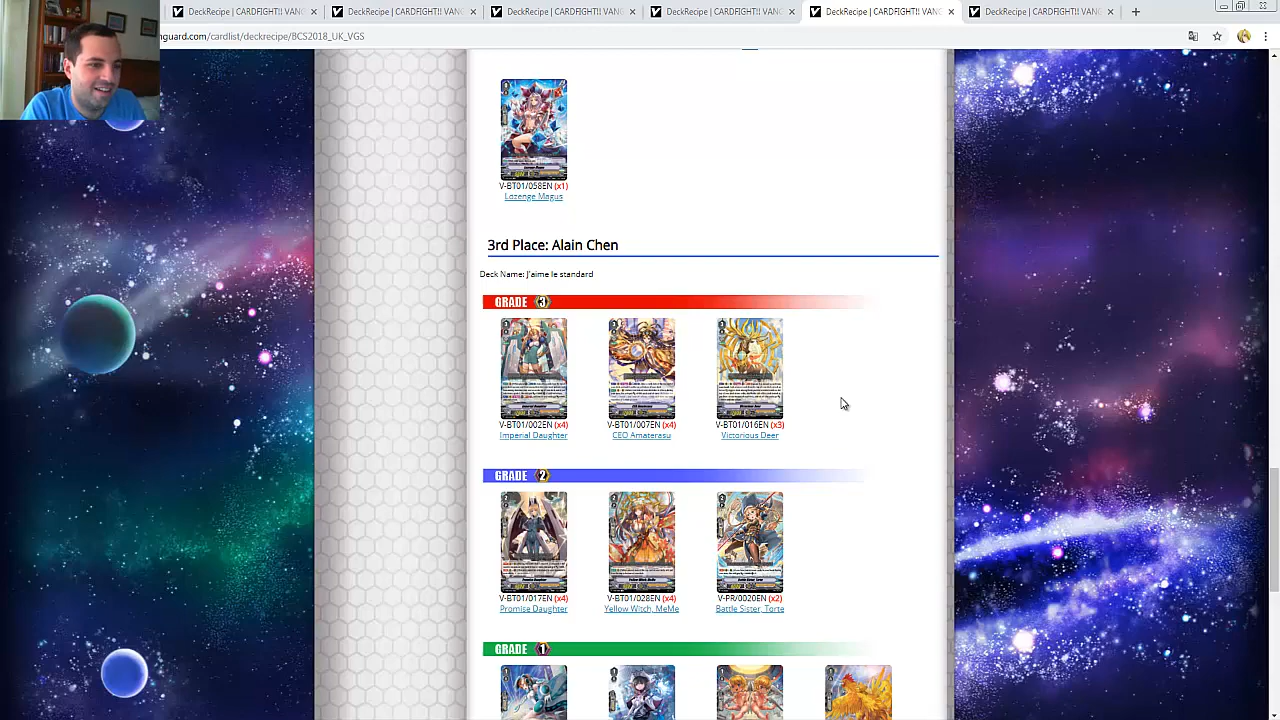 DeckRecipe | CARDFIGHT!! VAN
DeckRecipe | CARDFIGHT!! VANG
DeckRecipe | CARDFIGHT!! VANG
DeckRecipe | CARDFIGHT!! VANG
DeckRecipe | CARDFIGHT!! VANG
DeckRecipe | CARDFIGHT!! VANG
nguard.com/cardlist/deckrecipe/BCS2018_UK_VGS
V-BT01/058EN (x1)
Lozenge Magus
3rd Place: Alain Chen
Deck Name: J'aime le standard
GRADE 3
V-BT01/002EN (x4)
Imperial Daughter
V-BT01/007EN (x4)
CEO Amaterasu
V-BT01/016EN (x3)
Victorious Deer
GRADE 2
V-BT01/017EN (x4)
Promise Daughter
V-BT01/028EN (x4)
Yellow Witch, MeMe
V-PR/0020EN (x2)
Battle Sister, Torte
GRADE 1